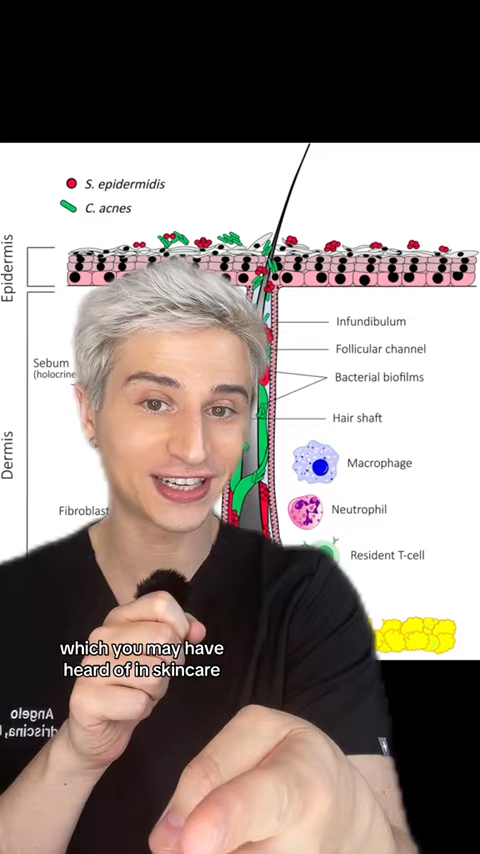 S. epidermidis
C. acnes
Epidermis
Infundibulum
Follicular channel
Sebum
(holocrine
Bacterial biofilms
Hair shaft
Dermis
Macrophage
Neutrophil
Fibroblast
Resident T-cell
which you may have
heard of in skincare
Angelo